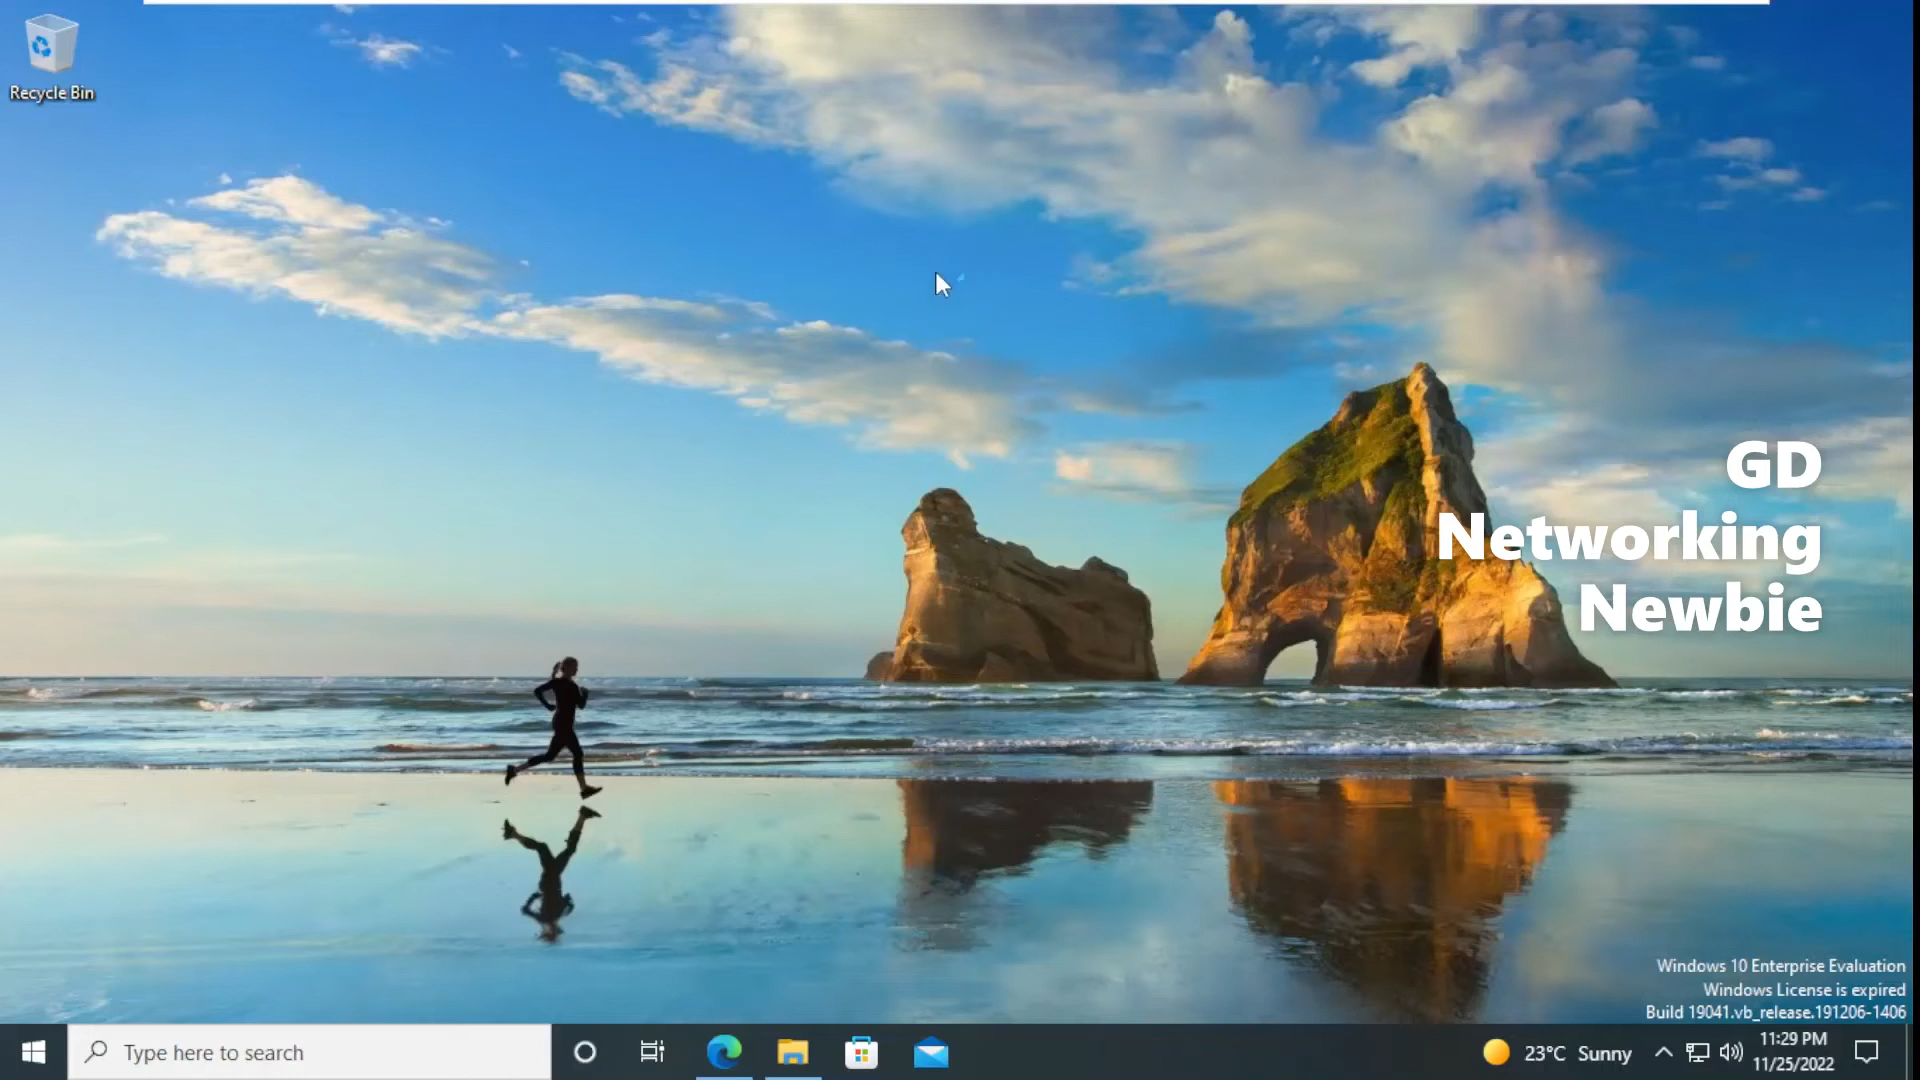 Recycle Bin
GD
Networking
Newbie
Windows 10 Enterprise Evaluation
Windows License is expired
Build 19041.vb_release.191206-1406
Type here to search
23°C Sunny
11:29 PM
11/25/2022